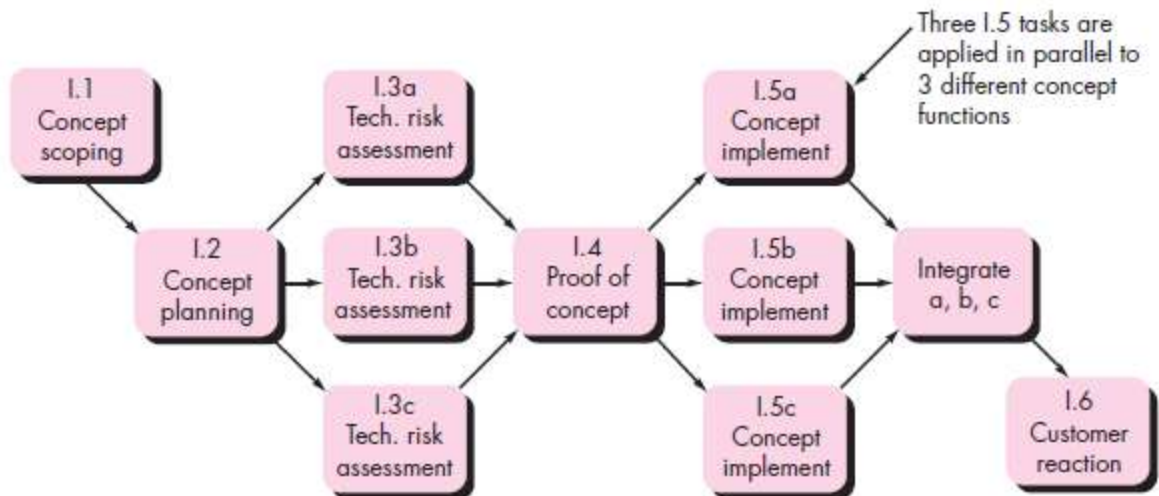 Three I.5 tasks are
applied in parallel to
3 different concept
functions
I.1
Concept
scoping
I.3a
Tech. risk
assessment
I.5a
Concept
implement
I.2
Concept
planning
I.3b
Tech. risk
assessment
I.4
Proof of
concept
I.5b
Concept
implement
Integrate
a, b, c
I.3c
Tech. risk
assessment
I.5c
Concept
implement
I.6
Customer
reaction